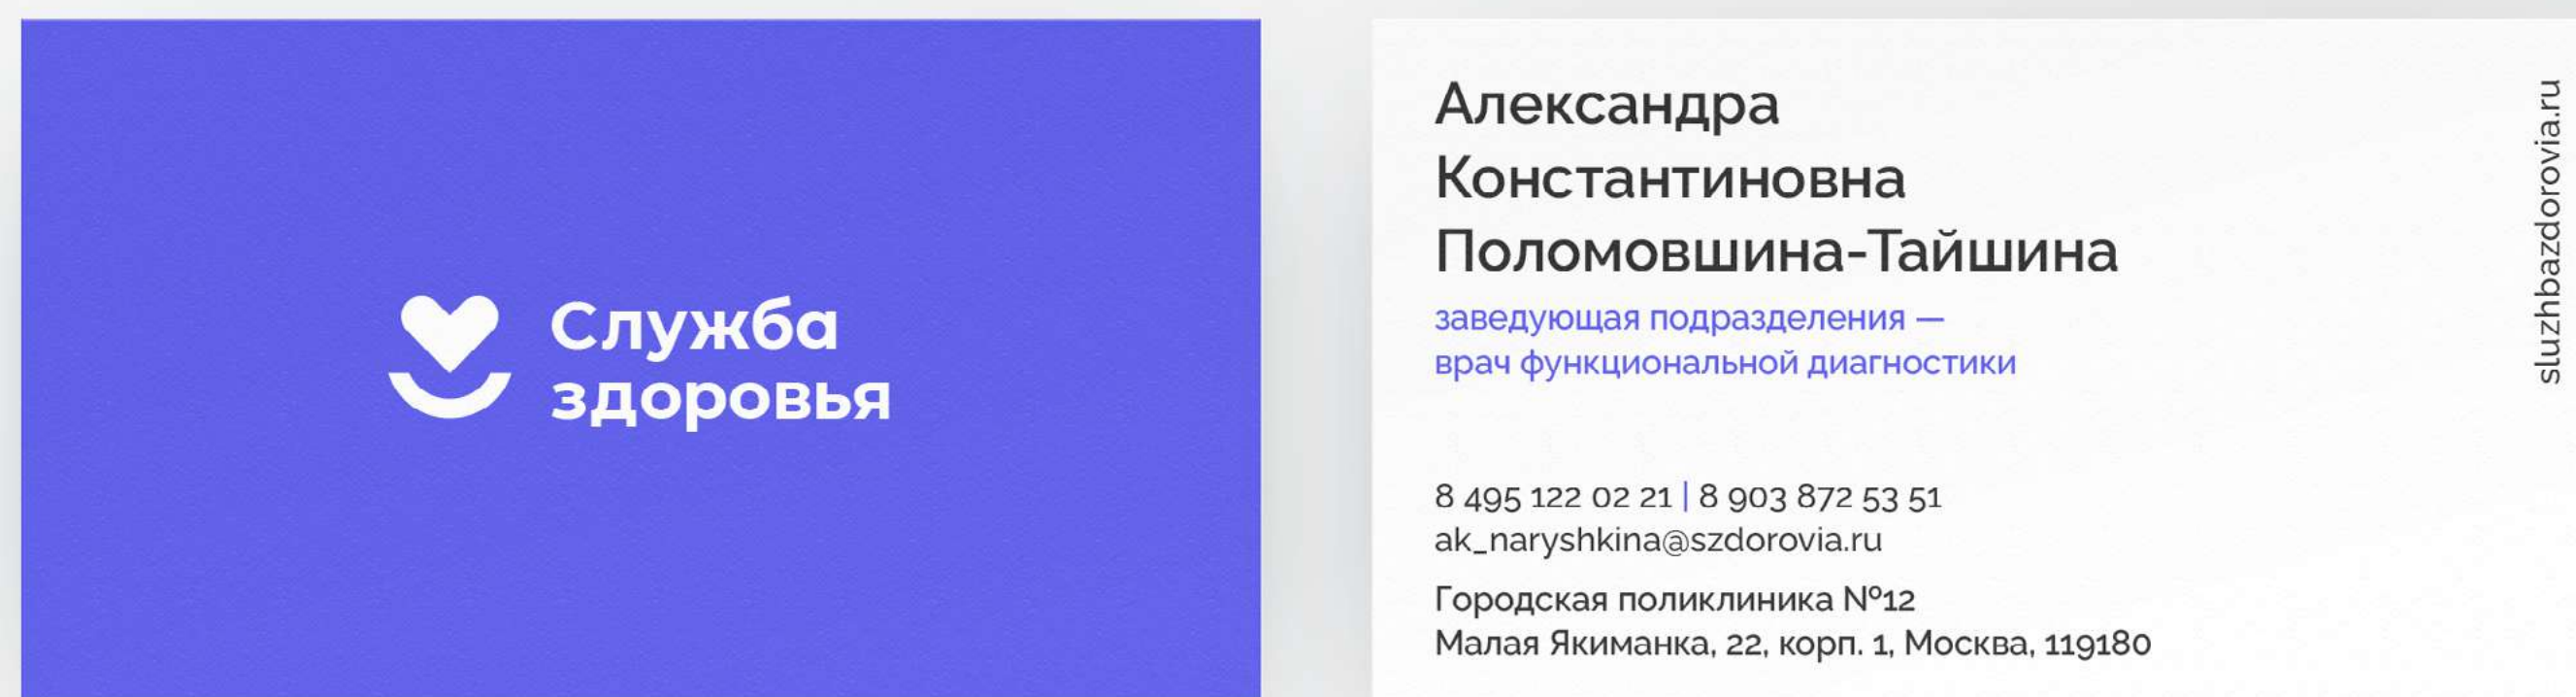 Служба
здоровья
Александра
Константиновна
Поломовшина-Тайшина
заведующая подразделения —
врач функциональной диагностики
8 495 122 02 21 | 8 903 872 53 51
ak_naryshkina@szdorovia.ru
Городская поликлиника №12
Малая Якиманка, 22, корп. 1, Москва, 119180
sluzhbazdorovia.ru